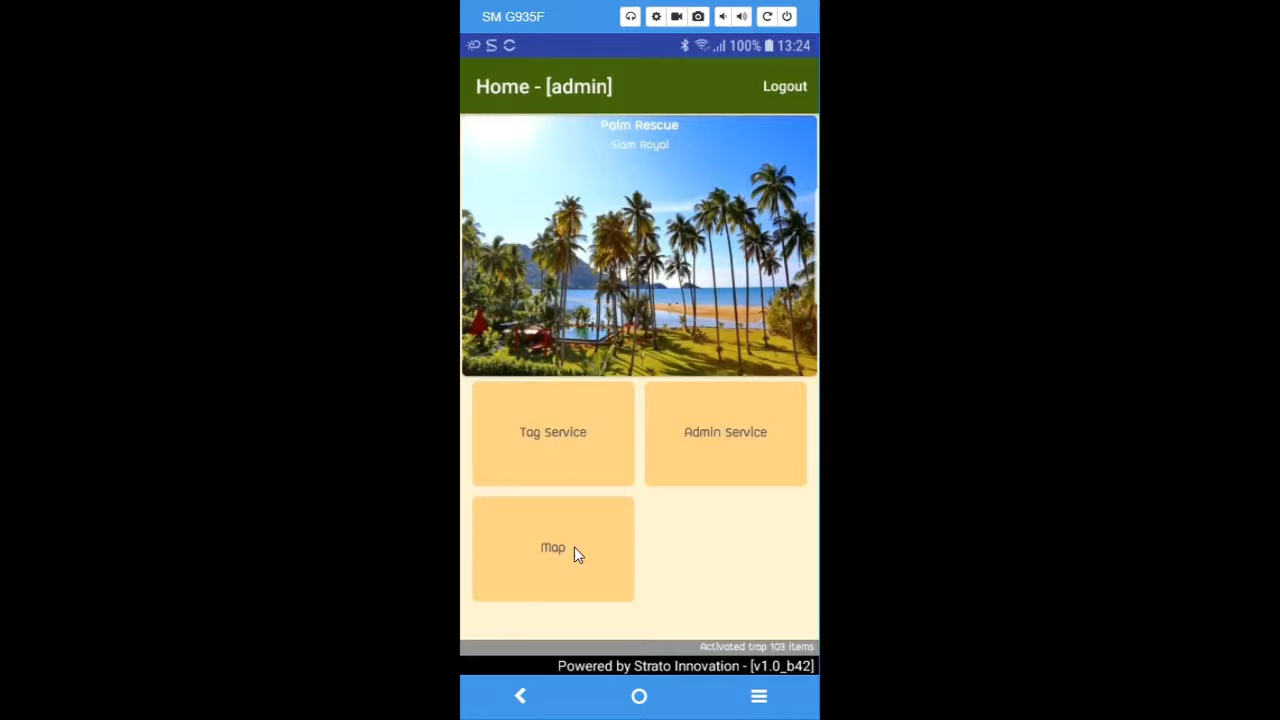 SM G935F
100% 13:24
Home - [admin]
Logout
Palm Rescue
Siam Royal
Tag Service
Admin Service
Map
Activated trap 103 items
Powered by Strato Innovation - [v1.0_b42]